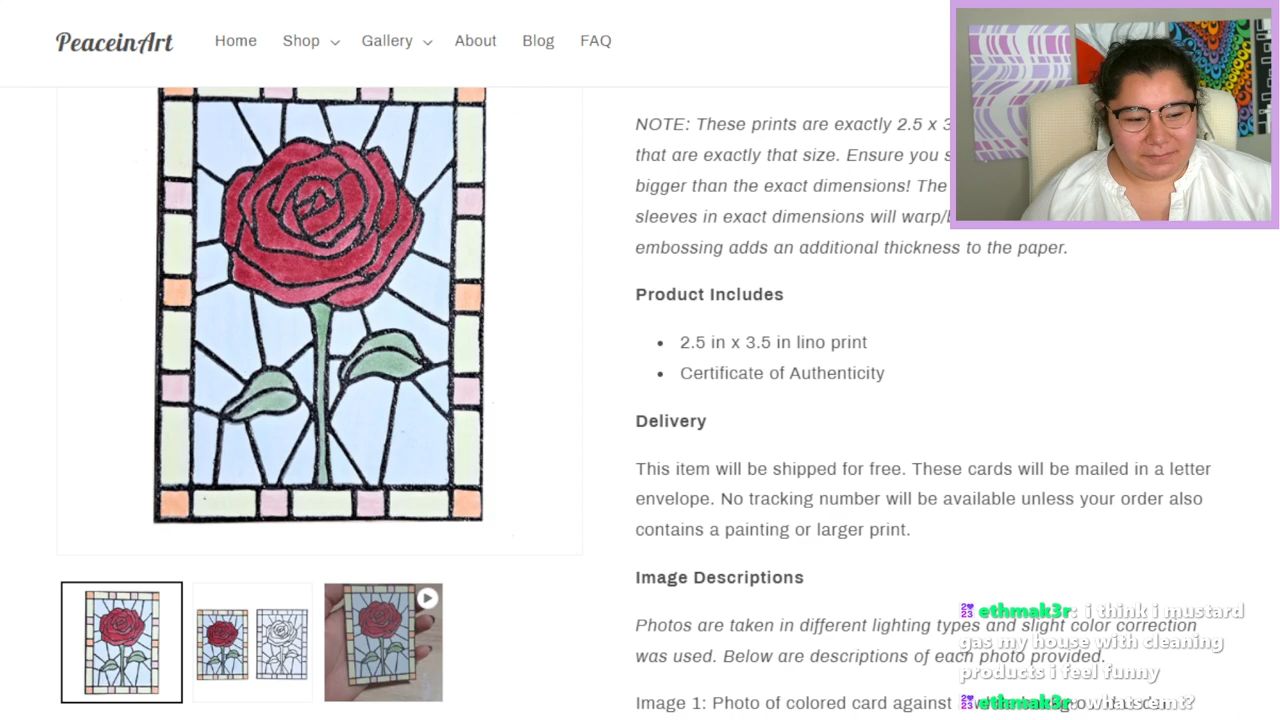 PeaceinArt
Home
Shop
Gallery
About
Blog
FAQ
NOTE: These prints are exactly 2.5 x 3
that are exactly that size. Ensure you s
bigger than the exact dimensions! The
sleeves in exact dimensions will warp/b
embossing adds an additional thickness to the paper.
Product Includes
• 2.5 in x 3.5 in lino print
• Certificate of Authenticity
Delivery
This item will be shipped for free. These cards will be mailed in a letter
envelope. No tracking number will be available unless your order also
contains a painting or larger print.
Image Descriptions
Photos are taken in different lighting types and slight color correction
was used. Below are descriptions of each photo provided.
Image 1: Photo of colored card against
ethmak3r: i think i mustard
gas my house with cleaning
products i feel funny
ethmak3r: whats emt?